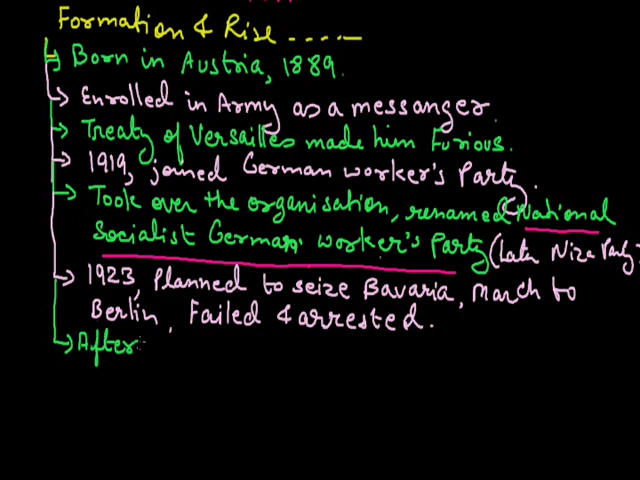 Formation & Rise .....—
Born in Austria, 1889.
Enrolled in Army as a messanger.
Treaty of Versailles made him Furious.
1919, joined German worker's Party.
Took over the organisation, renamed (National
Socialist German worker's Party (Later Niza Party:
1923, Planned to seize Bavaria, March to
Berlin, Failed & arrested.
After